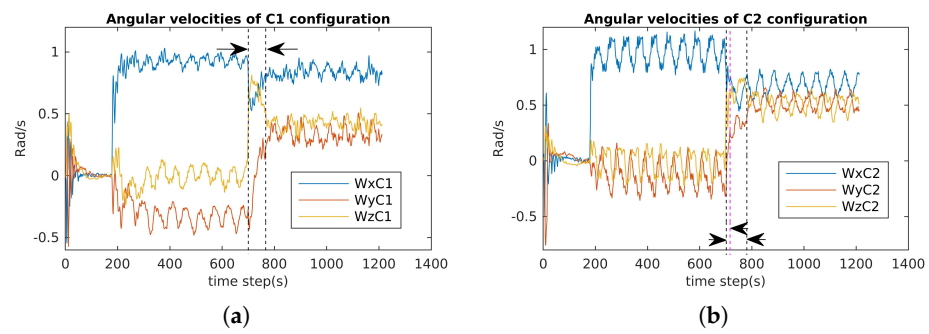 Angular velocities of C1 configuration
1
0.5
0
-0.5
Rad/s
WxC1
WyC1
WzC1
0 200 400 600 800 1000 1200 1400
time step(s)
(a)
Angular velocities of C2 configuration
1
0.5
0
-0.5
Rad/s
WxC2
WyC2
WzC2
0 200 400 600 800 1000 1200 1400
time step(s)
(b)